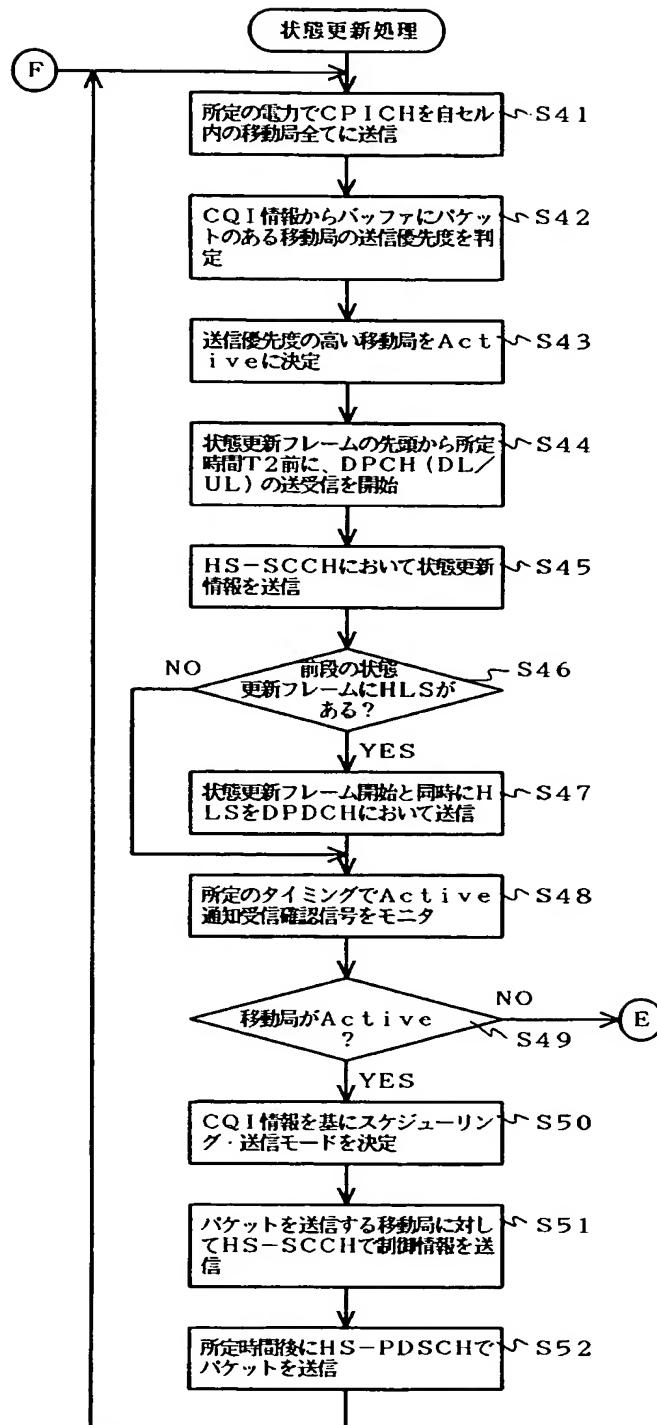 状態更新処理
F
所定の電力でCPICHを自セル
内の移動局全てに送信
S41
CQI情報からバッファにパケット
のある移動局の送信優先度を判
定
S42
送信優先度の高い移動局をAct
iveに決定
S43
状態更新フレームの先頭から所定
時間T2前に、DPCH(DL/
UL)の送受信を開始
S44
HS-SCCHにおいて状態更新
情報を送信
S45
NO
前段の状態
更新フレームにHLSが
ある?
S46
YES
状態更新フレーム開始と同時にH
LSをDPDCHにおいて送信
S47
所定のタイミングでActive
通知受信確認信号をモニタ
S48
移動局がActive
?
NO
E
S49
YES
CQI情報を基にスケジューリン
グ・送信モードを決定
S50
パケットを送信する移動局に対し
てHS-SCCHで制御情報を送
信
S51
所定時間後にHS-PDSCHで
パケットを送信
S52